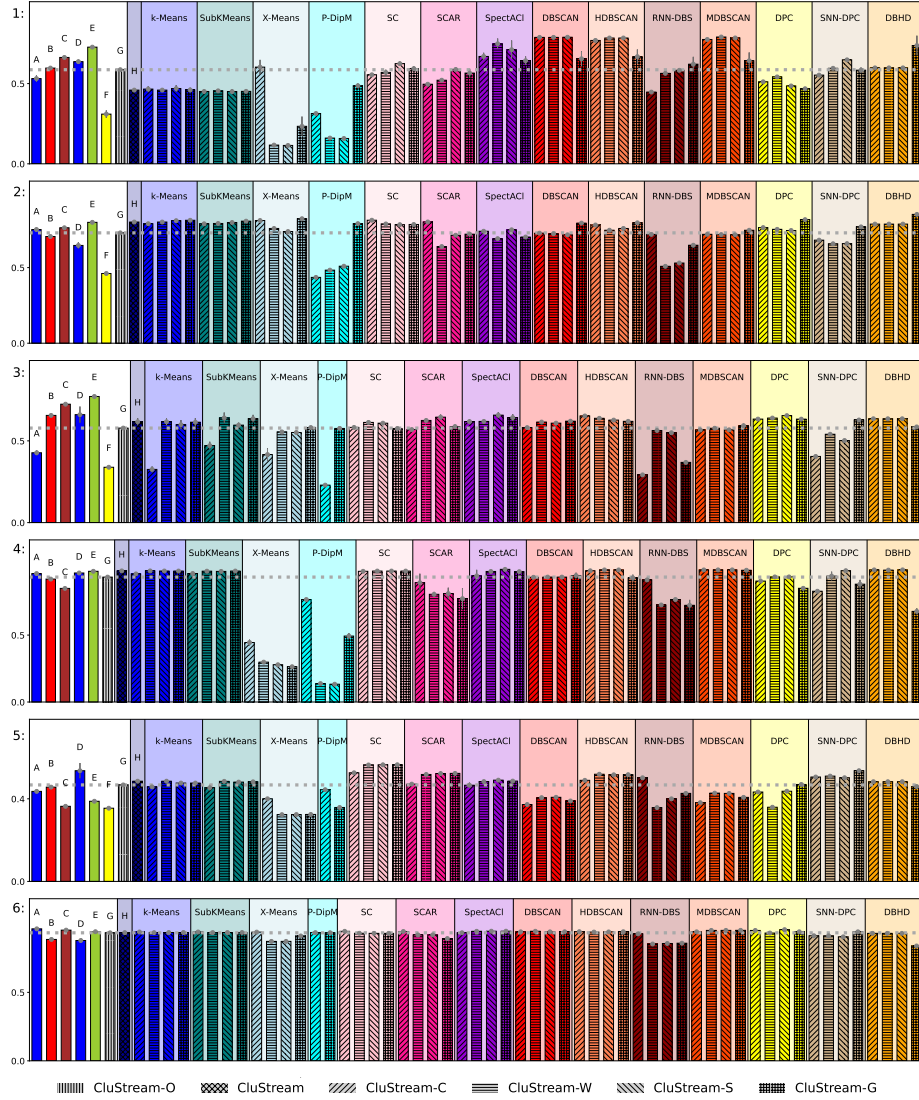 1:
A B C D E F G H k-Means SubKMeans X-Means P-DipM SC SCAR SpectACl DBSCAN HDBSCAN RNN-DBS MDBSCAN DPC SNN-DPC DBHD
0.5
0.0
2:
A B C D E F G H k-Means SubKMeans X-Means P-DipM SC SCAR SpectACl DBSCAN HDBSCAN RNN-DBS MDBSCAN DPC SNN-DPC DBHD
0.5
0.0
3:
A B C D E F G H k-Means SubKMeans X-Means P-DipM SC SCAR SpectACl DBSCAN HDBSCAN RNN-DBS MDBSCAN DPC SNN-DPC DBHD
0.5
0.0
4:
A B C D E F G H k-Means SubKMeans X-Means P-DipM SC SCAR SpectACl DBSCAN HDBSCAN RNN-DBS MDBSCAN DPC SNN-DPC DBHD
0.5
0.0
5:
A B C D E F G H k-Means SubKMeans X-Means P-DipM SC SCAR SpectACl DBSCAN HDBSCAN RNN-DBS MDBSCAN DPC SNN-DPC DBHD
0.4
0.0
6:
A B C D E F G H k-Means SubKMeans X-Means P-DipM SC SCAR SpectACl DBSCAN HDBSCAN RNN-DBS MDBSCAN DPC SNN-DPC DBHD
0.5
0.0
CluStream-O CluStream CluStream-C CluStream-W CluStream-S CluStream-G